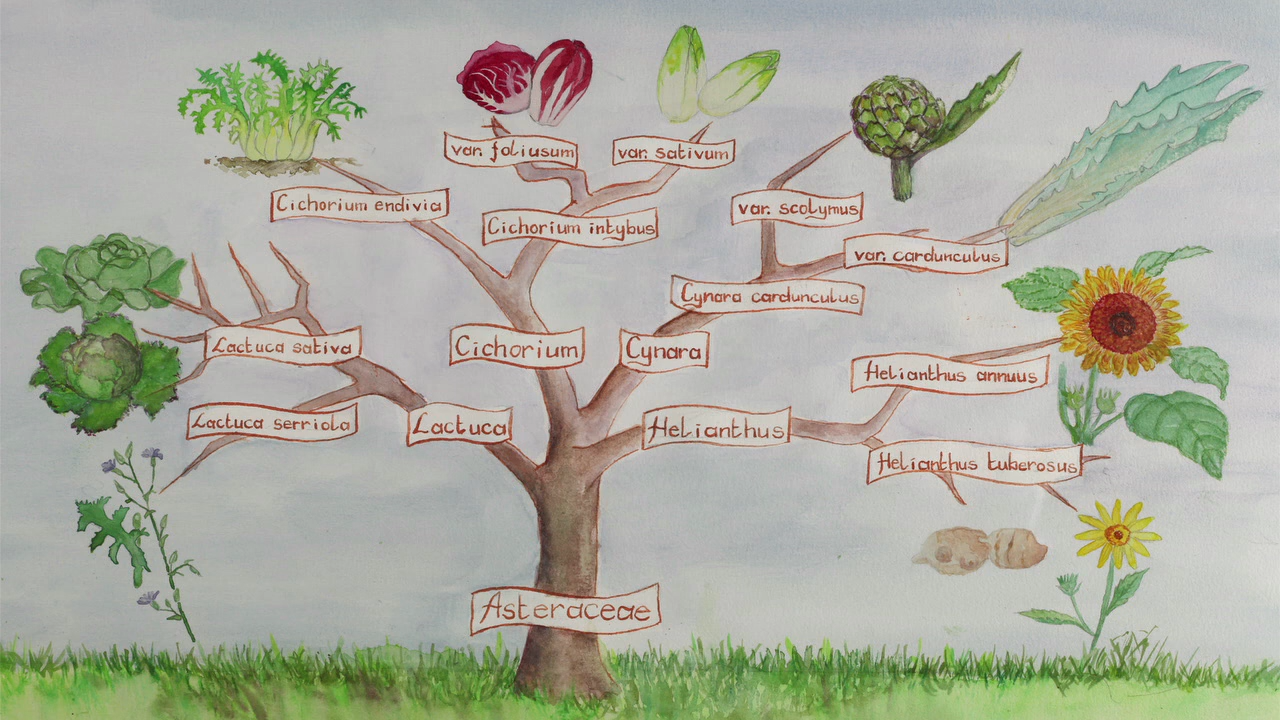 var. foliusum
var. sativum
Cichorium endivia
Cichorium intybus
var. scolymus
var. cardunculus
Cynara cardunculus
Lactuca sativa
Cichorium
Cynara
Helianthus annuus
Lactuca serriola
Lactuca
Helianthus
Helianthus tuberosus
Asteraceae